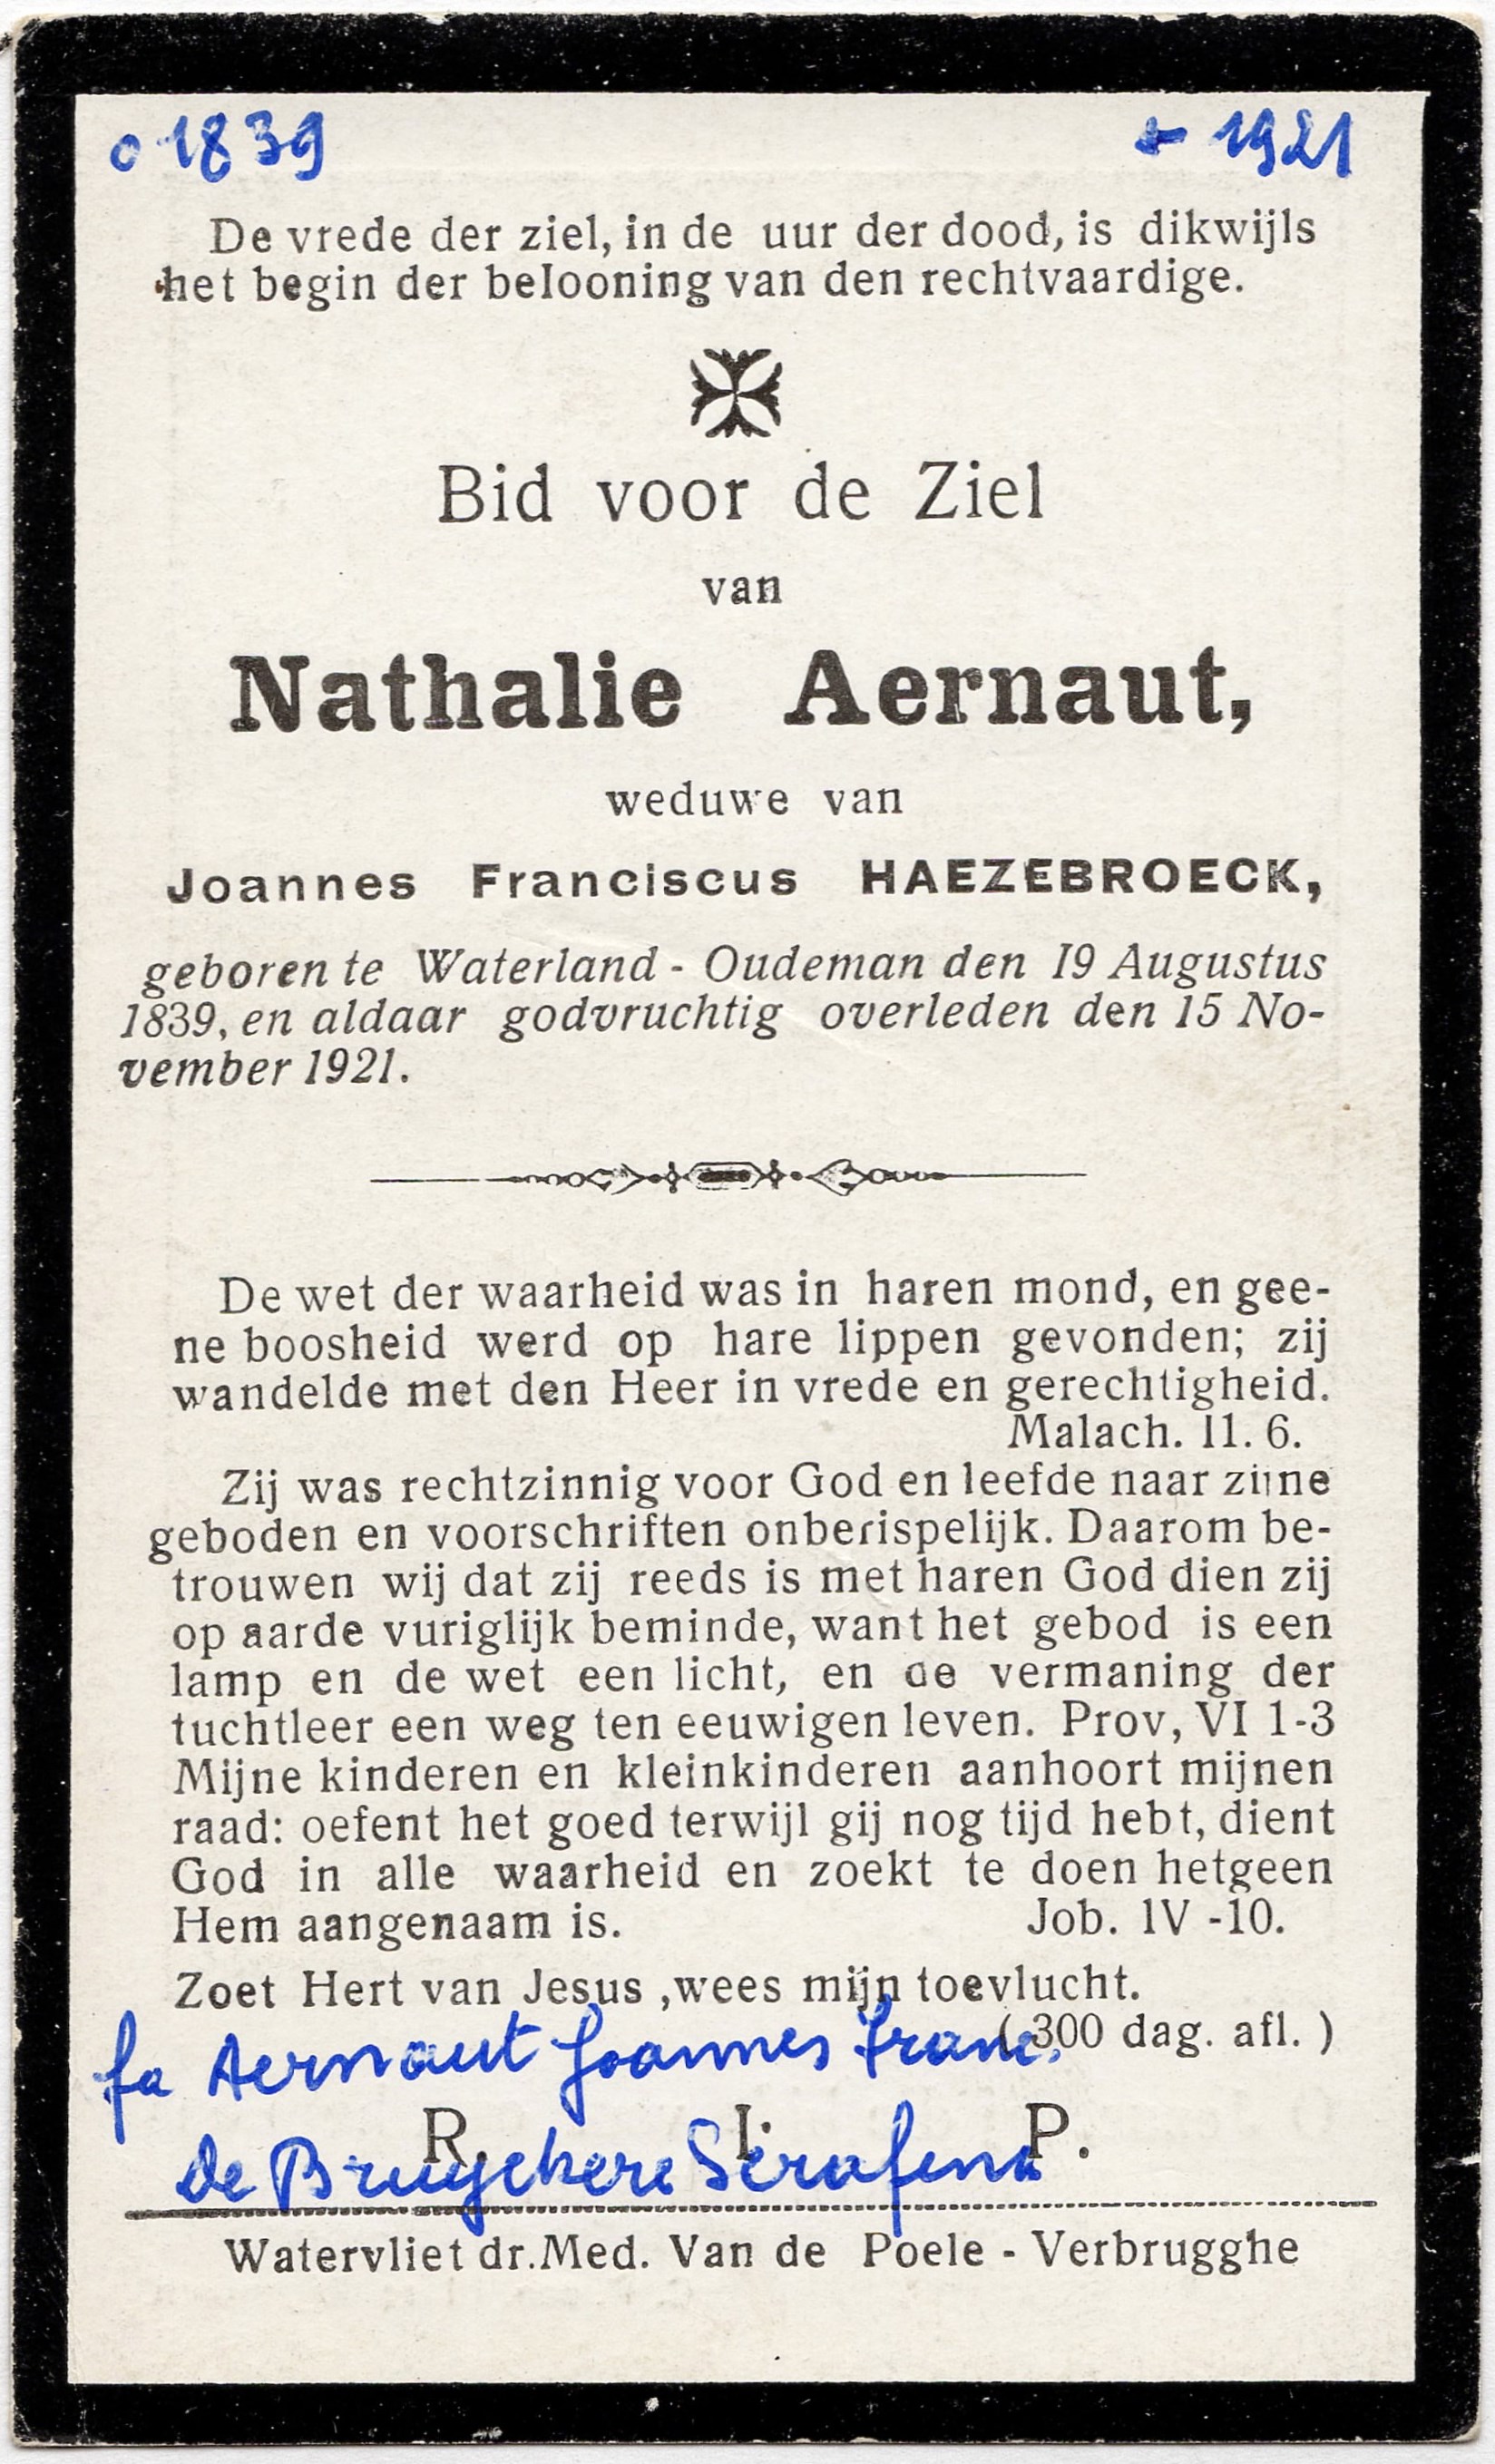 o 1839 + 1921
De vrede der ziel, in de uur der dood, is dikwijls
het begin der belooning van den rechtvaardige.
Bid voor de Ziel
van
Nathalie Aernaut,
weduwe van
Joannes Franciscus HAEZEBROECK,
geboren te Waterland - Oudeman den 19 Augustus
1839, en aldaar godvruchtig overleden den 15 No-
vember 1921.
De wet der waarheid was in haren mond, en gee-
ne boosheid werd op hare lippen gevonden; zij
wandelde met den Heer in vrede en gerechtigheid.
Malach. 11. 6.
Zij was rechtzinnig voor God en leefde naar zijne
geboden en voorschriften onberispelijk. Daarom be-
trouwen wij dat zij reeds is met haren God dien zij
op aarde vuriglijk beminde, want het gebod is een
lamp en de wet een licht, en de vermaning der
tuchtleer een weg ten eeuwigen leven. Prov, VI 1-3
Mijne kinderen en kleinkinderen aanhoort mijnen
raad: oefent het goed terwijl gij nog tijd hebt, dient
God in alle waarheid en zoekt te doen hetgeen
Hem aangenaam is. Job. 1V -10.
Zoet Hert van Jesus ,wees mijn toevlucht.
( 300 dag. afl. )
fa Aernaut Joannes Franc.
R. I. P.
de Bruyckere Serafena
Watervliet dr. Med. Van de Poele - Verbrugghe